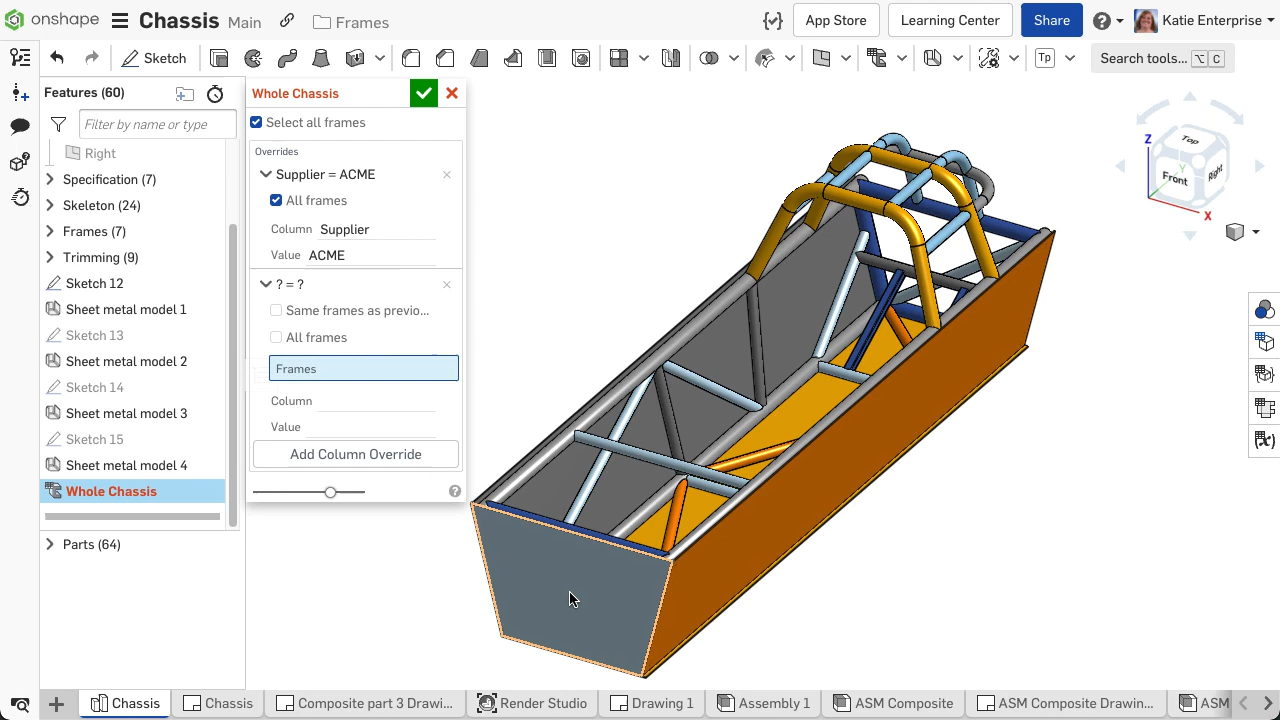 onshape
Chassis Main Frames
App Store
Learning Center
Share
Katie Enterprise
Sketch
Tp
Search tools... ⌥ C
Features (60)
Filter by name or type
Right
Specification (7)
Skeleton (24)
Frames (7)
Trimming (9)
Sketch 12
Sheet metal model 1
Sketch 13
Sheet metal model 2
Sketch 14
Sheet metal model 3
Sketch 15
Sheet metal model 4
Whole Chassis
Parts (64)
Whole Chassis
Select all frames
Overrides
Supplier = ACME
All frames
Column Supplier
Value ACME
? = ?
Same frames as previo...
All frames
Frames
Column
Value
Add Column Override
Z
Top
Y
Front
Right
X
Chassis
Chassis
Composite part 3 Drawi...
Render Studio
Drawing 1
Assembly 1
ASM Composite
ASM Composite Drawin...
ASM